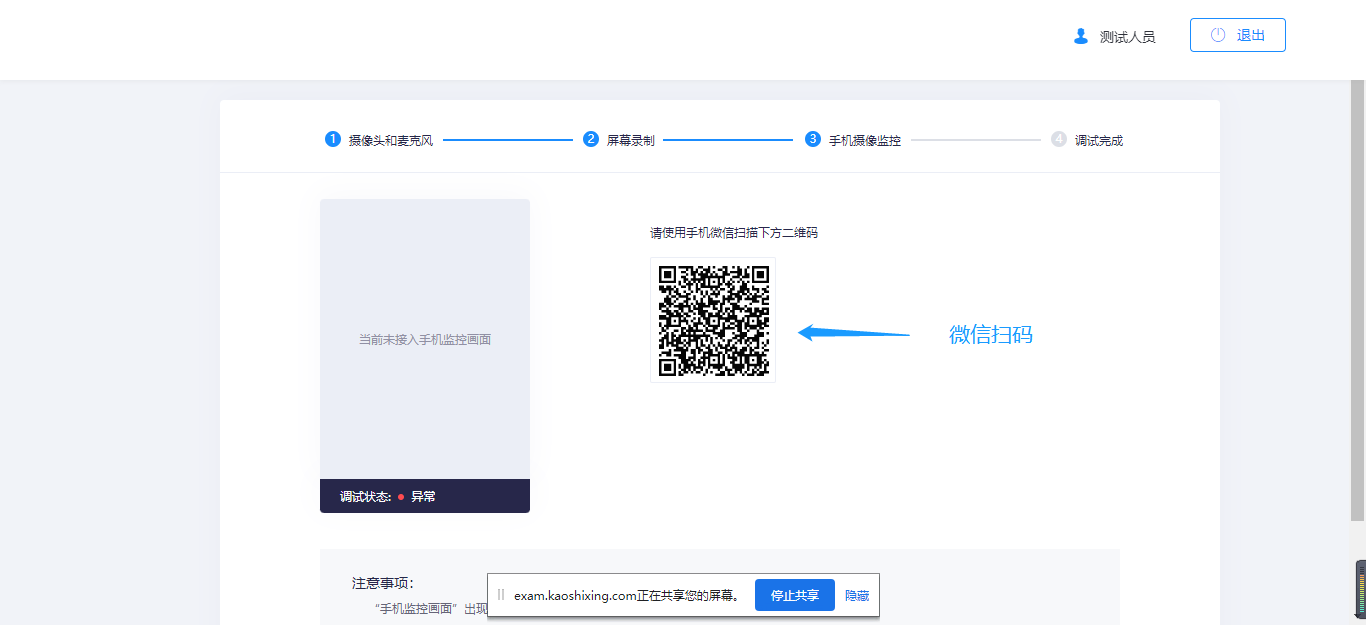 测试人员
退出
1 摄像头和麦克风
2 屏幕录制
3 手机摄像监控
4 调试完成
请使用手机微信扫描下方二维码
当前未接入手机监控画面
微信扫码
调试状态: 异常
注意事项：
“手机监控画面”出现
exam.kaoshixing.com正在共享您的屏幕。
停止共享
隐藏